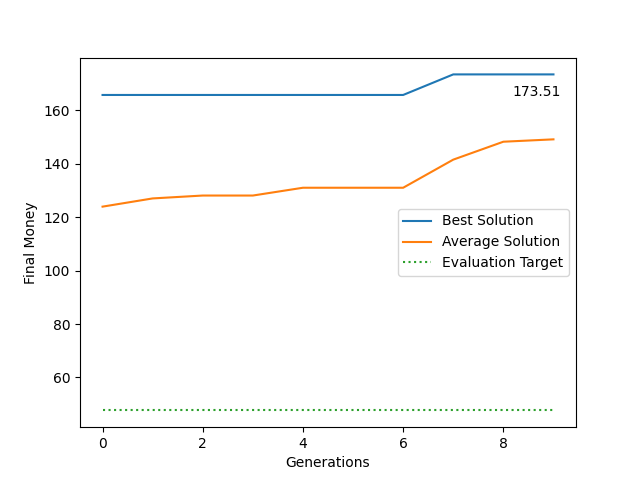 173.51
160
140
120
100
80
60
Final Money
Best Solution
Average Solution
Evaluation Target
0
2
4
6
8
Generations